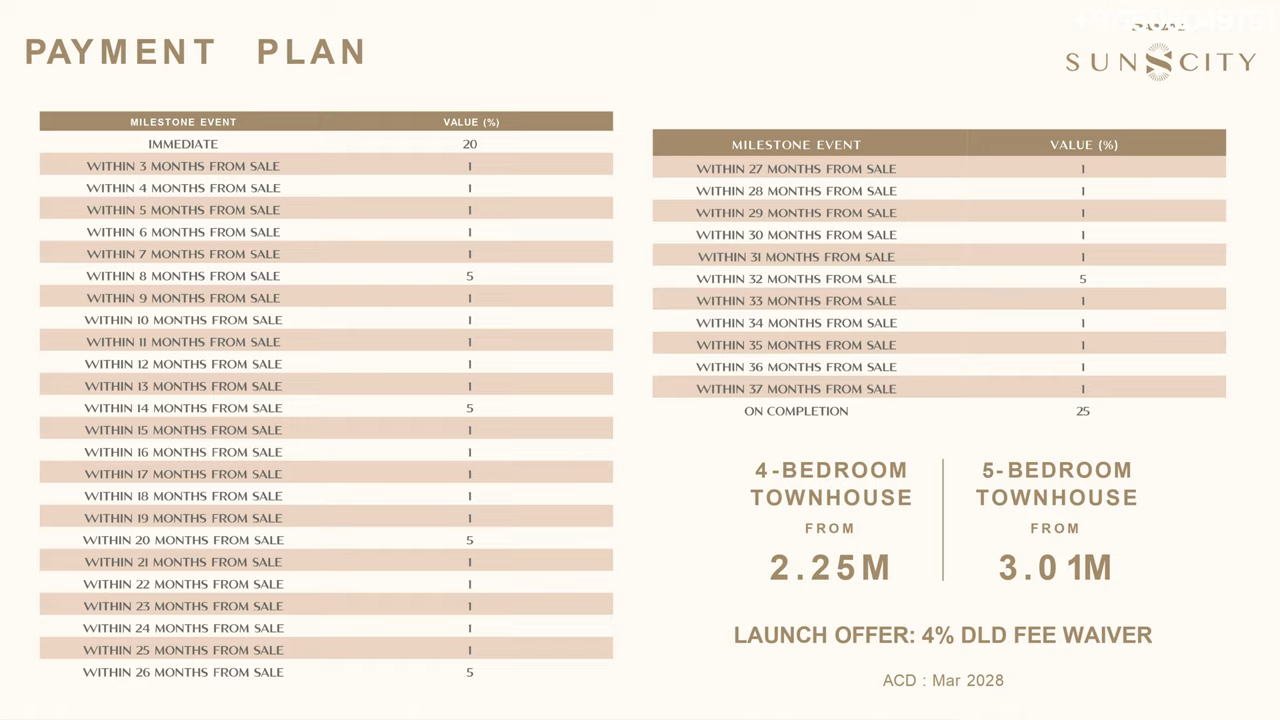 PAYMENT PLAN
SUN CITY
MILESTONE EVENT VALUE (%)
IMMEDIATE 20
WITHIN 3 MONTHS FROM SALE 1
WITHIN 4 MONTHS FROM SALE 1
WITHIN 5 MONTHS FROM SALE 1
WITHIN 6 MONTHS FROM SALE 1
WITHIN 7 MONTHS FROM SALE 1
WITHIN 8 MONTHS FROM SALE 5
WITHIN 9 MONTHS FROM SALE 1
WITHIN 10 MONTHS FROM SALE 1
WITHIN 11 MONTHS FROM SALE 1
WITHIN 12 MONTHS FROM SALE 1
WITHIN 13 MONTHS FROM SALE 1
WITHIN 14 MONTHS FROM SALE 5
WITHIN 15 MONTHS FROM SALE 1
WITHIN 16 MONTHS FROM SALE 1
WITHIN 17 MONTHS FROM SALE 1
WITHIN 18 MONTHS FROM SALE 1
WITHIN 19 MONTHS FROM SALE 1
WITHIN 20 MONTHS FROM SALE 5
WITHIN 21 MONTHS FROM SALE 1
WITHIN 22 MONTHS FROM SALE 1
WITHIN 23 MONTHS FROM SALE 1
WITHIN 24 MONTHS FROM SALE 1
WITHIN 25 MONTHS FROM SALE 1
WITHIN 26 MONTHS FROM SALE 5
MILESTONE EVENT VALUE (%)
WITHIN 27 MONTHS FROM SALE 1
WITHIN 28 MONTHS FROM SALE 1
WITHIN 29 MONTHS FROM SALE 1
WITHIN 30 MONTHS FROM SALE 1
WITHIN 31 MONTHS FROM SALE 1
WITHIN 32 MONTHS FROM SALE 5
WITHIN 33 MONTHS FROM SALE 1
WITHIN 34 MONTHS FROM SALE 1
WITHIN 35 MONTHS FROM SALE 1
WITHIN 36 MONTHS FROM SALE 1
WITHIN 37 MONTHS FROM SALE 1
ON COMPLETION 25
4-BEDROOM
TOWNHOUSE
FROM
2.25M
5-BEDROOM
TOWNHOUSE
FROM
3.01M
LAUNCH OFFER: 4% DLD FEE WAIVER
ACD : Mar 2028